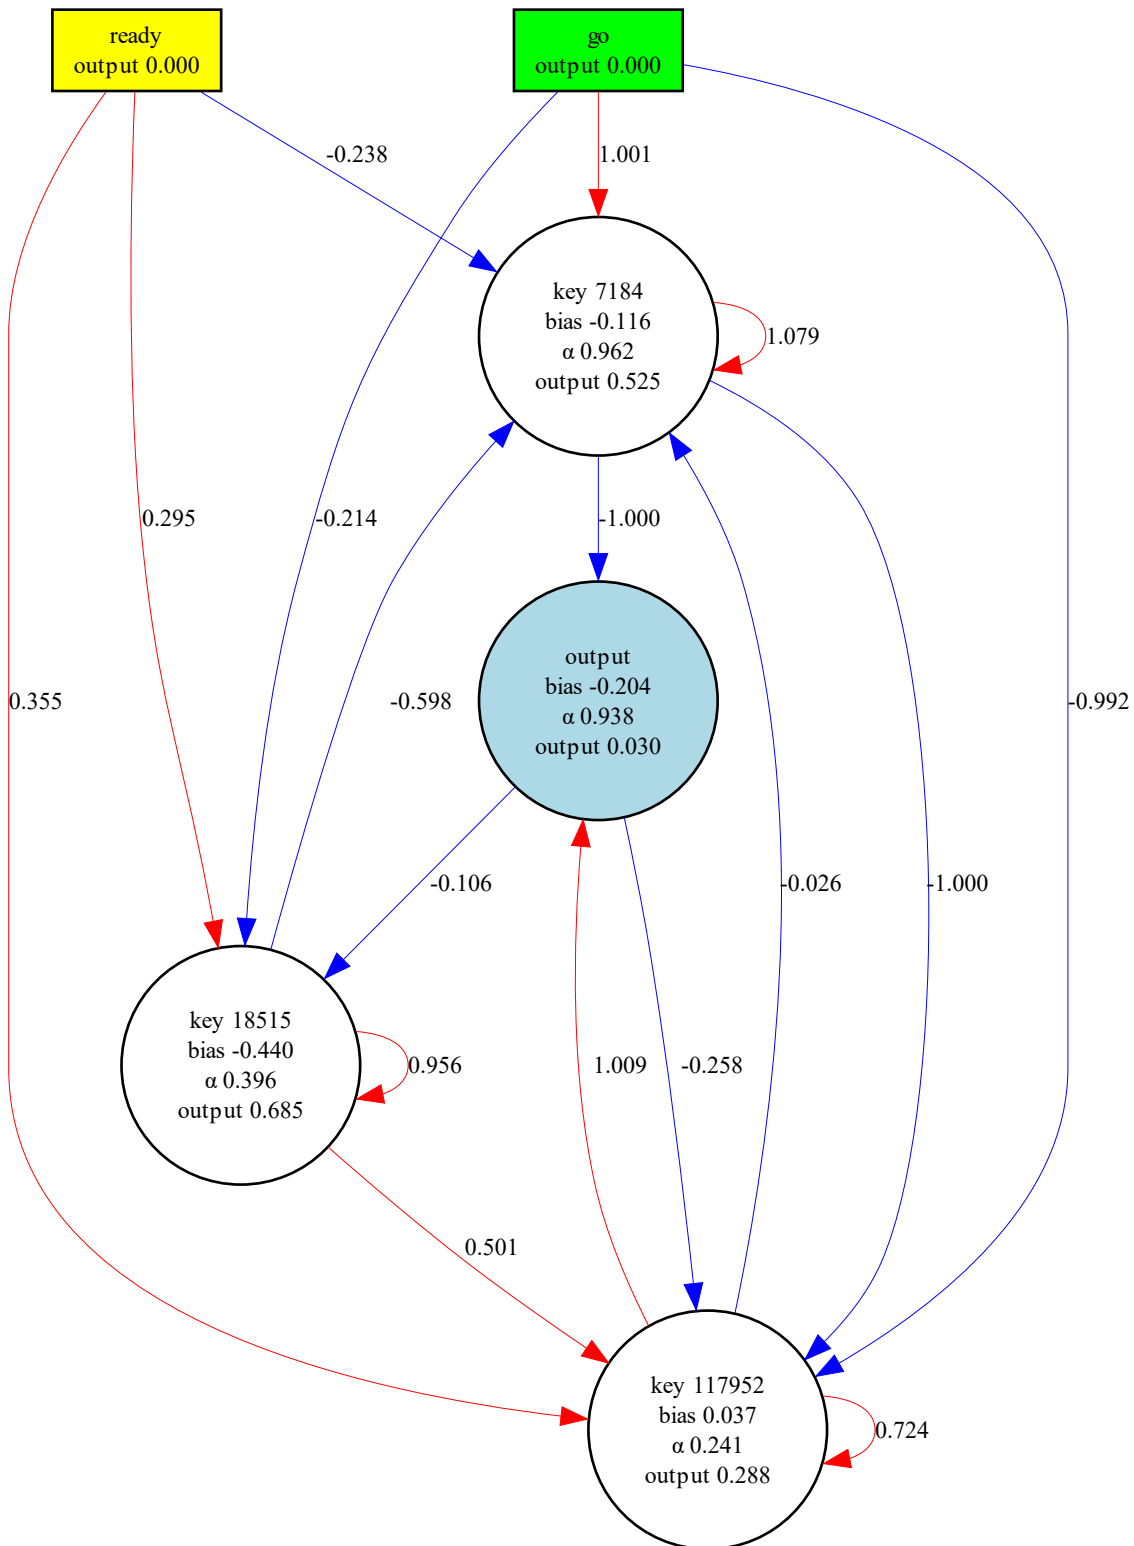 ready
output 0.000
go
output 0.000
-0.238
1.001
key 7184
bias -0.116
α 0.962
output 0.525
1.079
0.295
-0.214
-1.000
0.355
-0.598
output
bias -0.204
α 0.938
output 0.030
-0.992
-0.106
-0.026
-1.000
key 18515
bias -0.440
α 0.396
output 0.685
0.956
1.009
-0.258
0.501
key 117952
bias 0.037
α 0.241
output 0.288
0.724